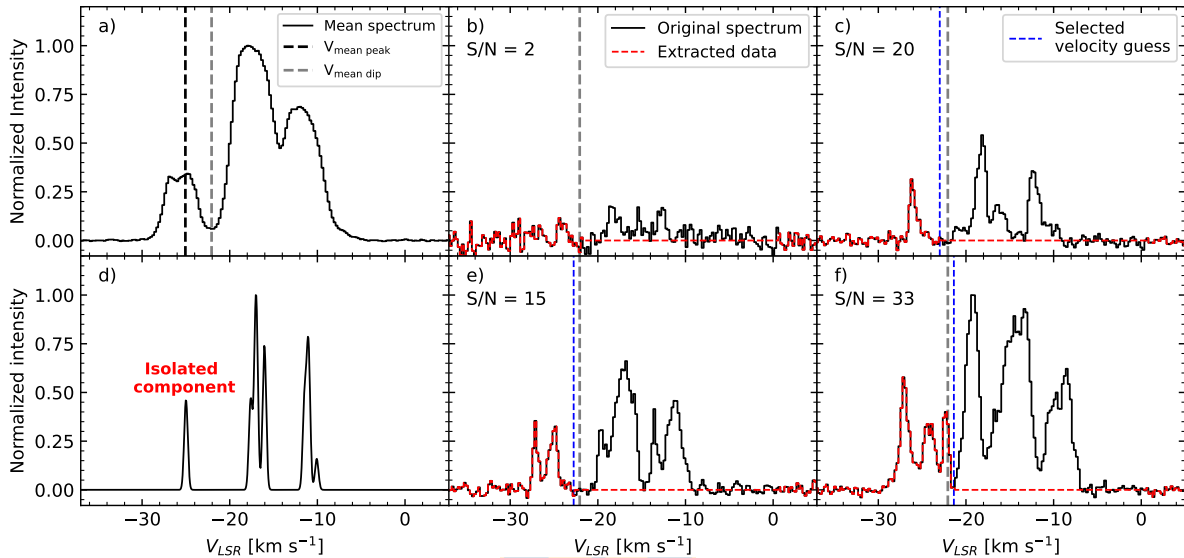 a)
Mean spectrum
V mean peak
V mean dip
b)
S/N = 2
Original spectrum
Extracted data
c)
S/N = 20
Selected
velocity guess
Normalized Intensity
1.00
0.75
0.50
0.25
0.00
d)
Isolated
component
e)
S/N = 15
f)
S/N = 33
Normalized intensity
1.00
0.75
0.50
0.25
0.00
−30 −20 −10 0
−30 −20 −10 0
−30 −20 −10 0
V_LSR [km s⁻¹]
V_LSR [km s⁻¹]
V_LSR [km s⁻¹]